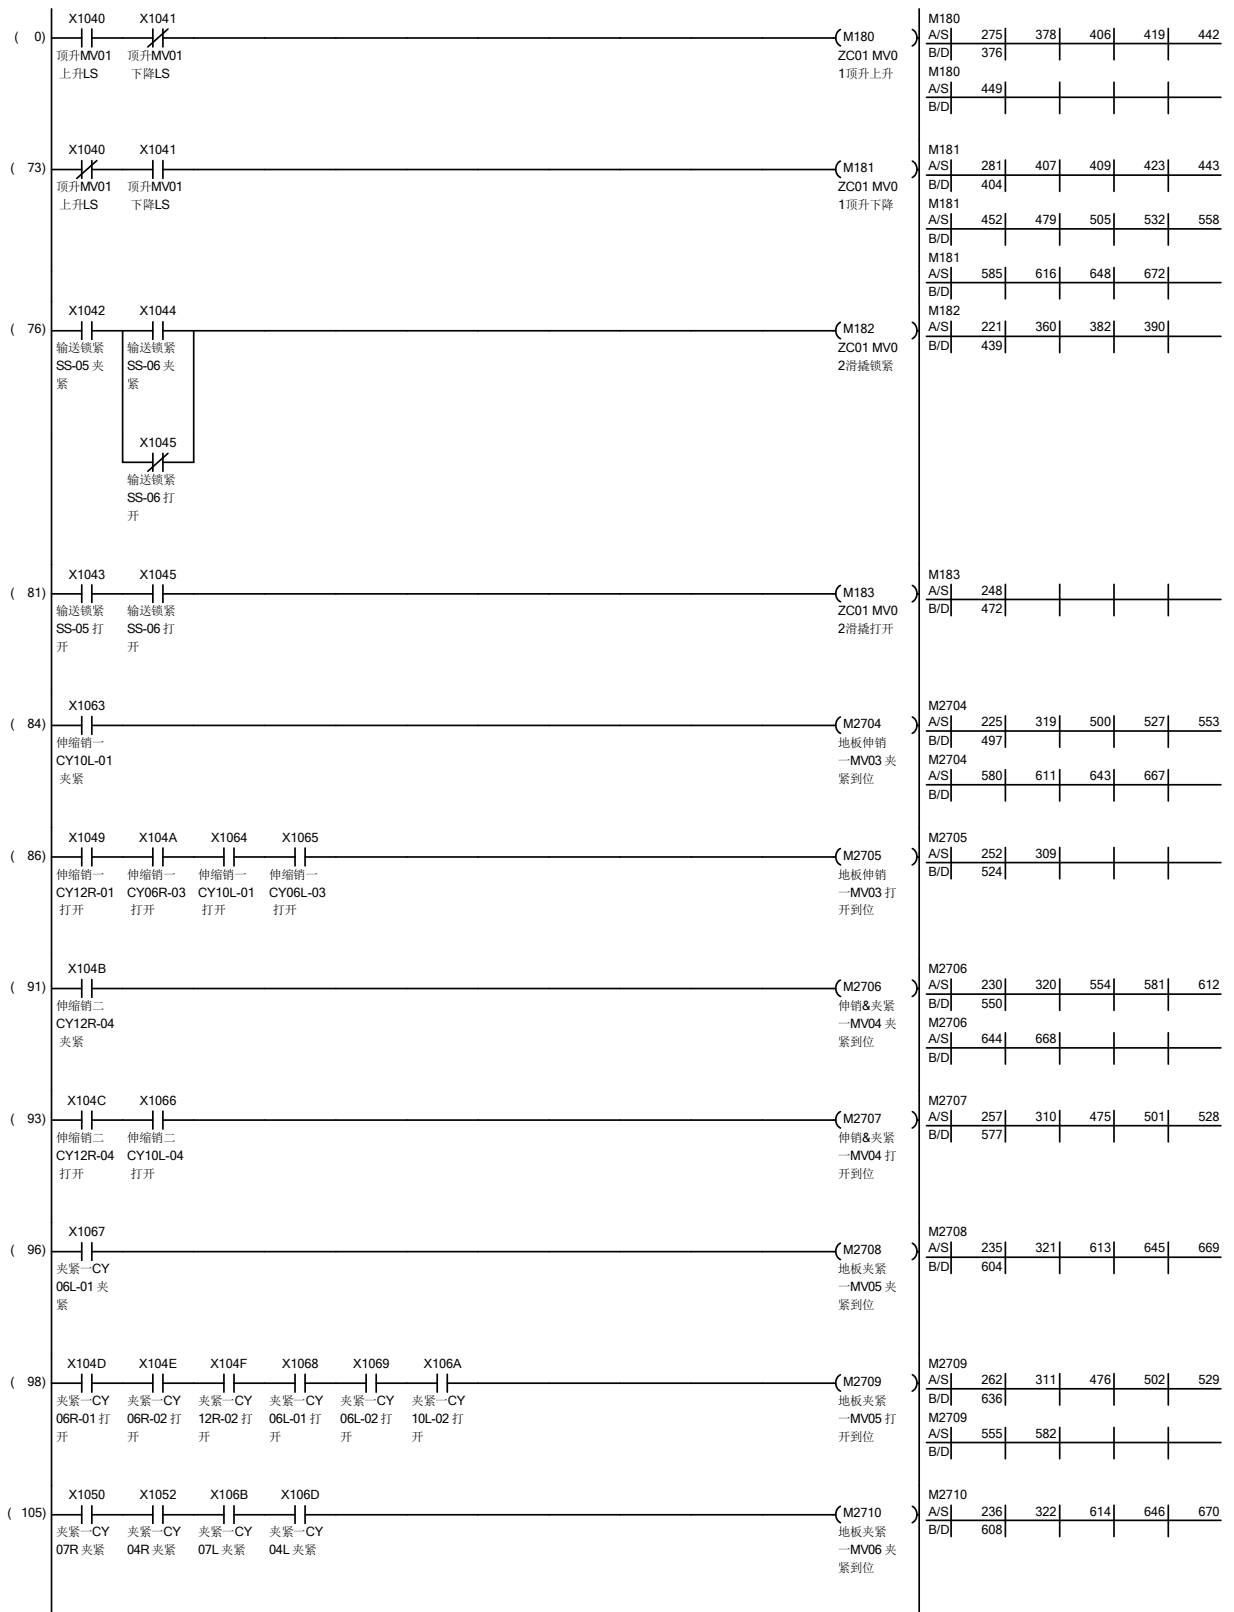 X1040 X1041
( 0) M180
顶升MV01 顶升MV01 ZC01 MV0
上升LS 下降LS 1顶升上升
M180
A/S 275 378 406 419 442
B/D 376
M180
A/S 449
B/D
X1040 X1041
( 73) M181
顶升MV01 顶升MV01 ZC01 MV0
上升LS 下降LS 1顶升下降
M181
A/S 281 407 409 423 443
B/D 404
M181
A/S 452 479 505 532 558
B/D
M181
A/S 585 616 648 672
B/D
X1042 X1044
( 76) M182
输送锁紧 输送锁紧 ZC01 MV0
SS-05 夹 SS-06 夹 2滑撬锁紧
紧 紧
M182
A/S 221 360 382 390
B/D 439
X1045
输送锁紧
SS-06 打
开
X1043 X1045
( 81) M183
输送锁紧 输送锁紧 ZC01 MV0
SS-05 打 SS-06 打 2滑撬打开
开 开
M183
A/S 248
B/D 472
X1063
( 84) M2704
伸缩销一 地板伸销
CY10L-01 一MV03 夹
夹紧 紧到位
M2704
A/S 225 319 500 527 553
B/D 497
M2704
A/S 580 611 643 667
B/D
X1049 X104A X1064 X1065
( 86) M2705
伸缩销一 伸缩销一 伸缩销一 伸缩销一 地板伸销
CY12R-01 CY06R-03 CY10L-01 CY06L-03 一MV03 打
打开 打开 打开 打开 开到位
M2705
A/S 252 309
B/D 524
X104B
( 91) M2706
伸缩销二 伸销&夹紧
CY12R-04 一MV04 夹
夹紧 紧到位
M2706
A/S 230 320 554 581 612
B/D 550
M2706
A/S 644 668
B/D
X104C X1066
( 93) M2707
伸缩销二 伸缩销二 伸销&夹紧
CY12R-04 CY10L-04 一MV04 打
打开 打开 开到位
M2707
A/S 257 310 475 501 528
B/D 577
X1067
( 96) M2708
夹紧一CY 地板夹紧
06L-01 夹 一MV05 夹
紧 紧到位
M2708
A/S 235 321 613 645 669
B/D 604
X104D X104E X104F X1068 X1069 X106A
( 98) M2709
夹紧一CY 夹紧一CY 夹紧一CY 夹紧一CY 夹紧一CY 夹紧一CY 地板夹紧
06R-01 打 06R-02 打 12R-02 打 06L-01 打 06L-02 打 10L-02 打 一MV05 打
开 开 开 开 开 开 开到位
M2709
A/S 262 311 476 502 529
B/D 636
M2709
A/S 555 582
B/D
X1050 X1052 X106B X106D
( 105) M2710
夹紧一CY 夹紧一CY 夹紧一CY 夹紧一CY 地板夹紧
07R 夹紧 04R 夹紧 07L 夹紧 04L 夹紧 一MV06 夹
紧到位
M2710
A/S 236 322 614 646 670
B/D 608